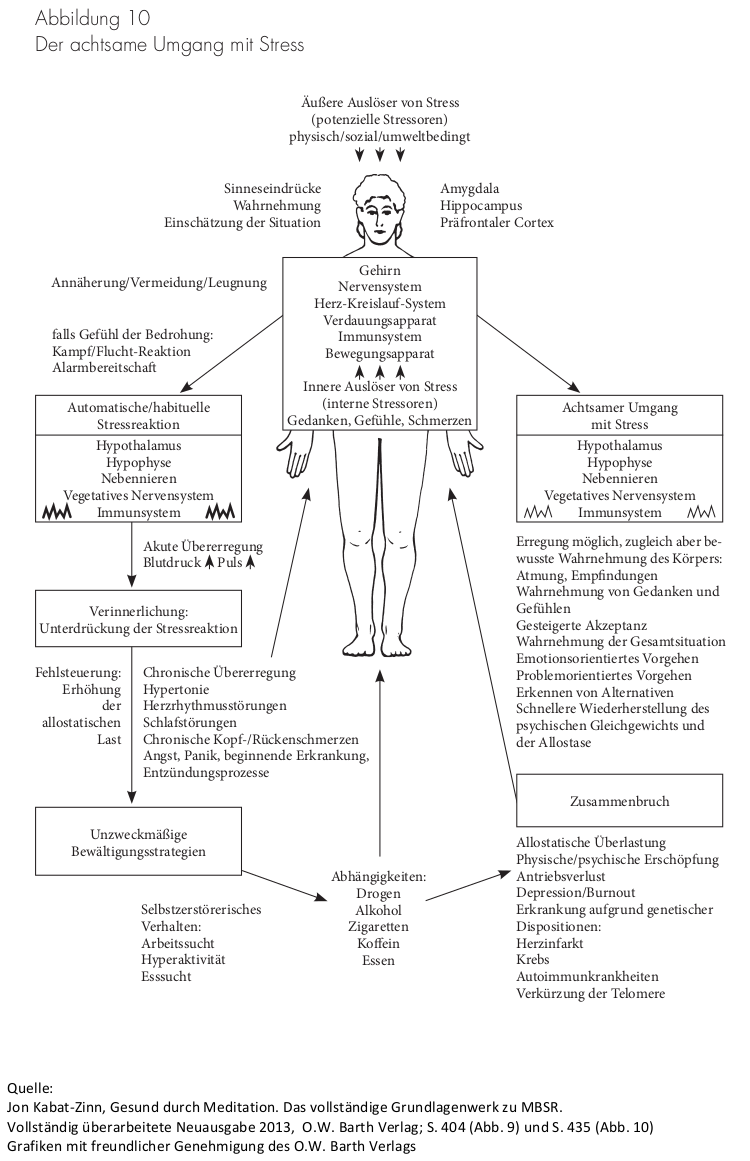 Abbildung 10
Der achtsame Umgang mit Stress
Äußere Auslöser von Stress
(potenzielle Stressoren)
physisch/sozial/umweltbedingt
Sinneseindrücke
Wahrnehmung
Einschätzung der Situation
Amygdala
Hippocampus
Präfrontaler Cortex
Annäherung/Vermeidung/Leugnung
Gehirn
Nervensystem
Herz-Kreislauf-System
Verdauungsapparat
Immunsystem
Bewegungsapparat
Innere Auslöser von Stress
(interne Stressoren)
Gedanken, Gefühle, Schmerzen
falls Gefühl der Bedrohung:
Kampf/Flucht-Reaktion
Alarmbereitschaft
Automatische/habituelle
Stressreaktion
Hypothalamus
Hypophyse
Nebennieren
Vegetatives Nervensystem
Immunsystem
Achtsamer Umgang
mit Stress
Hypothalamus
Hypophyse
Nebennieren
Vegetatives Nervensystem
Immunsystem
Akute Übererregung
Blutdruck Puls
Verinnerlichung:
Unterdrückung der Stressreaktion
Erregung möglich, zugleich aber be-
wusste Wahrnehmung des Körpers:
Atmung, Empfindungen
Wahrnehmung von Gedanken und
Gefühlen
Gesteigerte Akzeptanz
Wahrnehmung der Gesamtsituation
Emotionsorientiertes Vorgehen
Problemorientiertes Vorgehen
Erkennen von Alternativen
Schnellere Wiederherstellung des
psychischen Gleichgewichts und
der Allostase
Fehlsteuerung:
Erhöhung
der
allostatischen
Last
Chronische Übererregung
Hypertonie
Herzrhythmusstörungen
Schlafstörungen
Chronische Kopf-/Rückenschmerzen
Angst, Panik, beginnende Erkrankung,
Entzündungsprozesse
Unzweckmäßige
Bewältigungsstrategien
Zusammenbruch
Selbstzerstörerisches
Verhalten:
Arbeitssucht
Hyperaktivität
Esssucht
Abhängigkeiten:
Drogen
Alkohol
Zigaretten
Koffein
Essen
Allostatische Überlastung
Physische/psychische Erschöpfung
Antriebsverlust
Depression/Burnout
Erkrankung aufgrund genetischer
Dispositionen:
Herzinfarkt
Krebs
Autoimmunkrankheiten
Verkürzung der Telomere
Quelle:
Jon Kabat-Zinn, Gesund durch Meditation. Das vollständige Grundlagenwerk zu MBSR.
Vollständig überarbeitete Neuausgabe 2013, O.W. Barth Verlag; S. 404 (Abb. 9) und S. 435 (Abb. 10)
Grafiken mit freundlicher Genehmigung des O.W. Barth Verlags